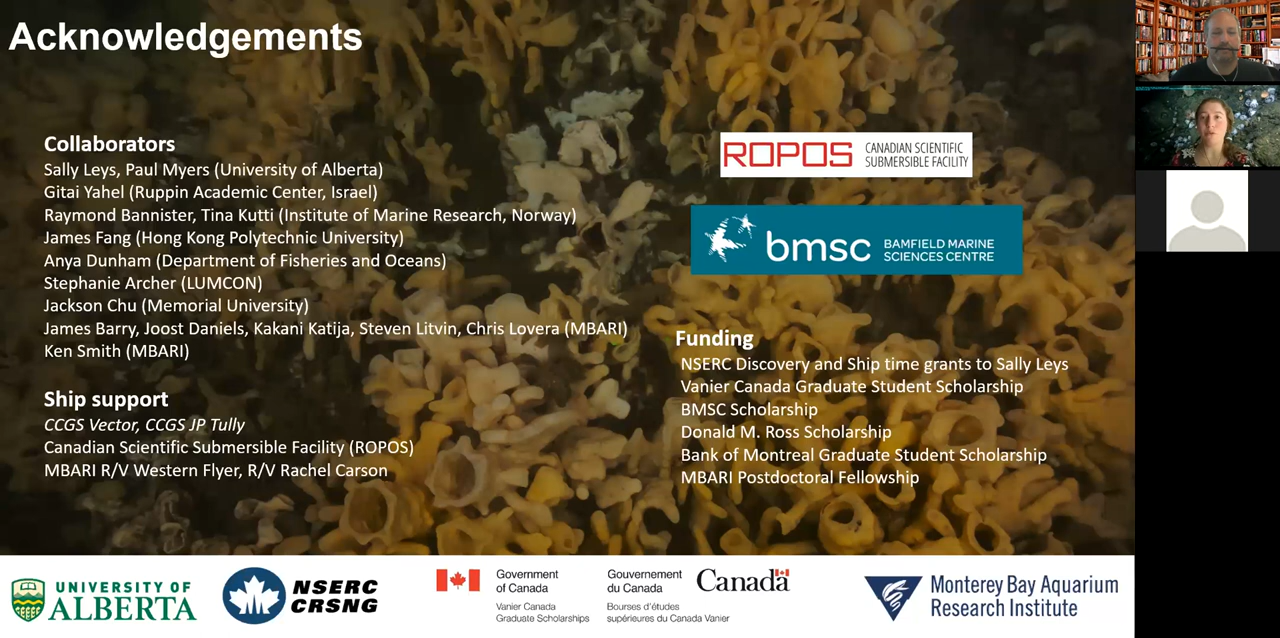 Acknowledgements
Collaborators
Sally Leys, Paul Myers (University of Alberta)
Gitai Yahel (Ruppin Academic Center, Israel)
Raymond Bannister, Tina Kutti (Institute of Marine Research, Norway)
James Fang (Hong Kong Polytechnic University)
Anya Dunham (Department of Fisheries and Oceans)
Stephanie Archer (LUMCON)
Jackson Chu (Memorial University)
James Barry, Joost Daniels, Kakani Katija, Steven Litvin, Chris Lovera (MBARI)
Ken Smith (MBARI)
Ship support
CCGS Vector, CCGS JP Tully
Canadian Scientific Submersible Facility (ROPOS)
MBARI R/V Western Flyer, R/V Rachel Carson
ROPOS
CANADIAN SCIENTIFIC
SUBMERSIBLE FACILITY
bmsc
BAMFIELD MARINE
SCIENCES CENTRE
Funding
NSERC Discovery and Ship time grants to Sally Leys
Vanier Canada Graduate Student Scholarship
BMSC Scholarship
Donald M. Ross Scholarship
Bank of Montreal Graduate Student Scholarship
MBARI Postdoctoral Fellowship
UNIVERSITY OF
ALBERTA
NSERC
CRSNG
Government
of Canada
Vanier Canada
Graduate Scholarships
Gouvernement
du Canada
Bourses d'études
supérieures du Canada Vanier
Canada
Monterey Bay Aquarium
Research Institute